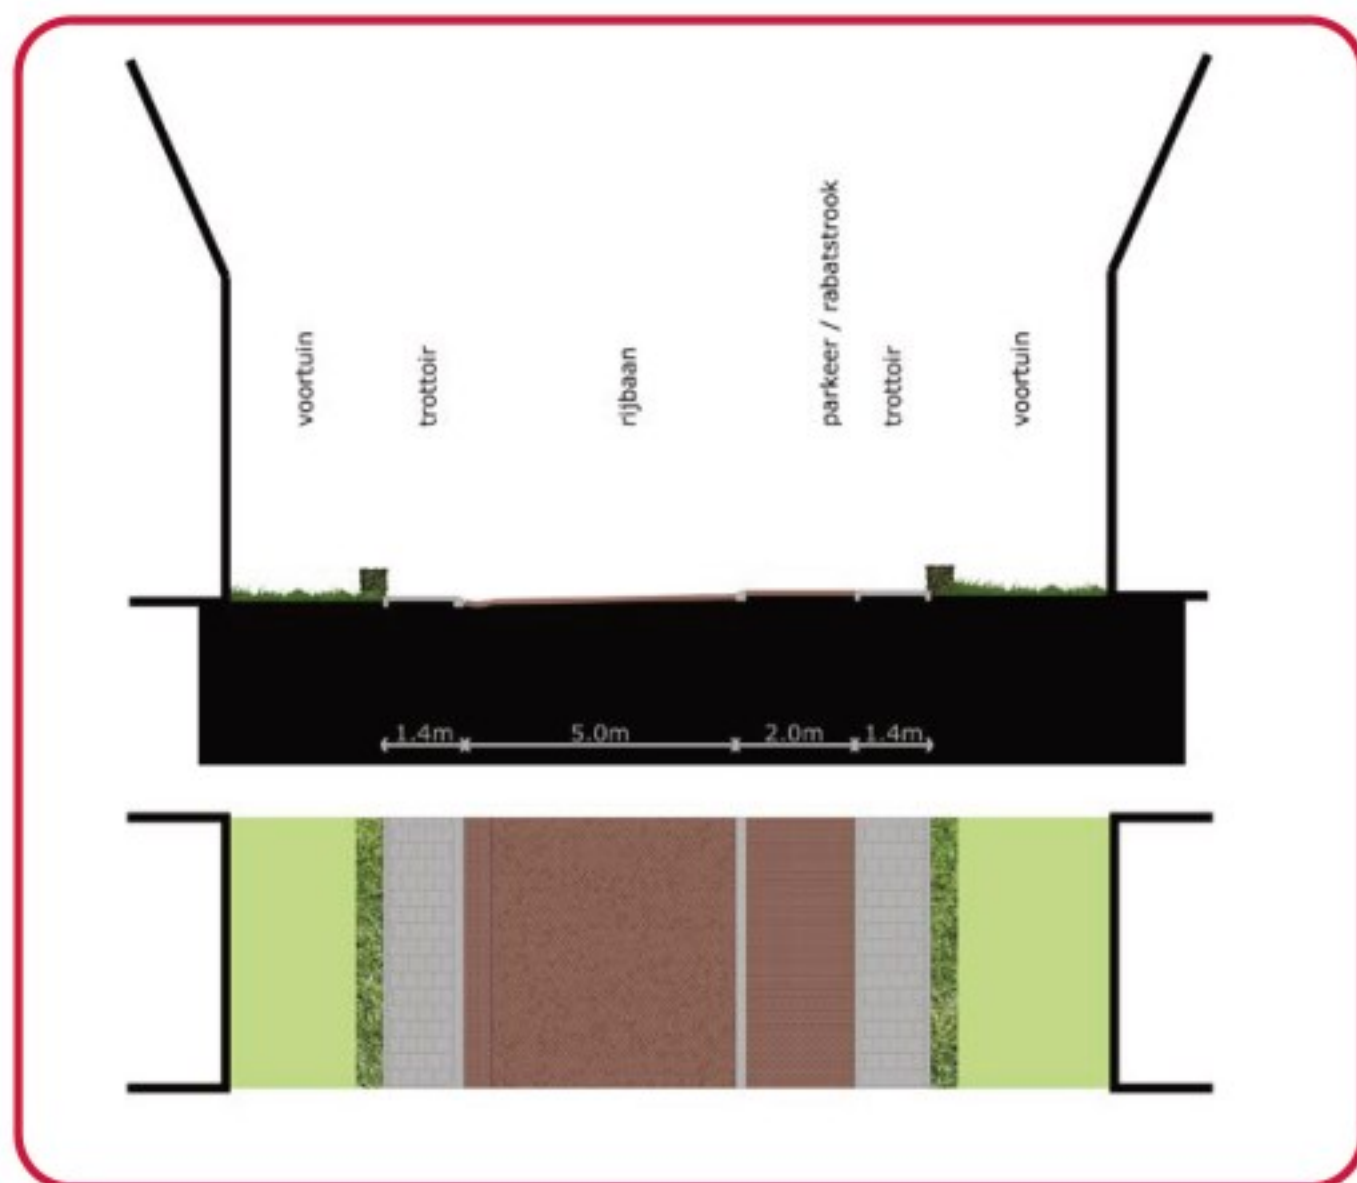 voortuin
trottoir
rijbaan
parkeer / rabatstrook
trottoir
voortuin
1.4m
5.0m
2.0m
1.4m